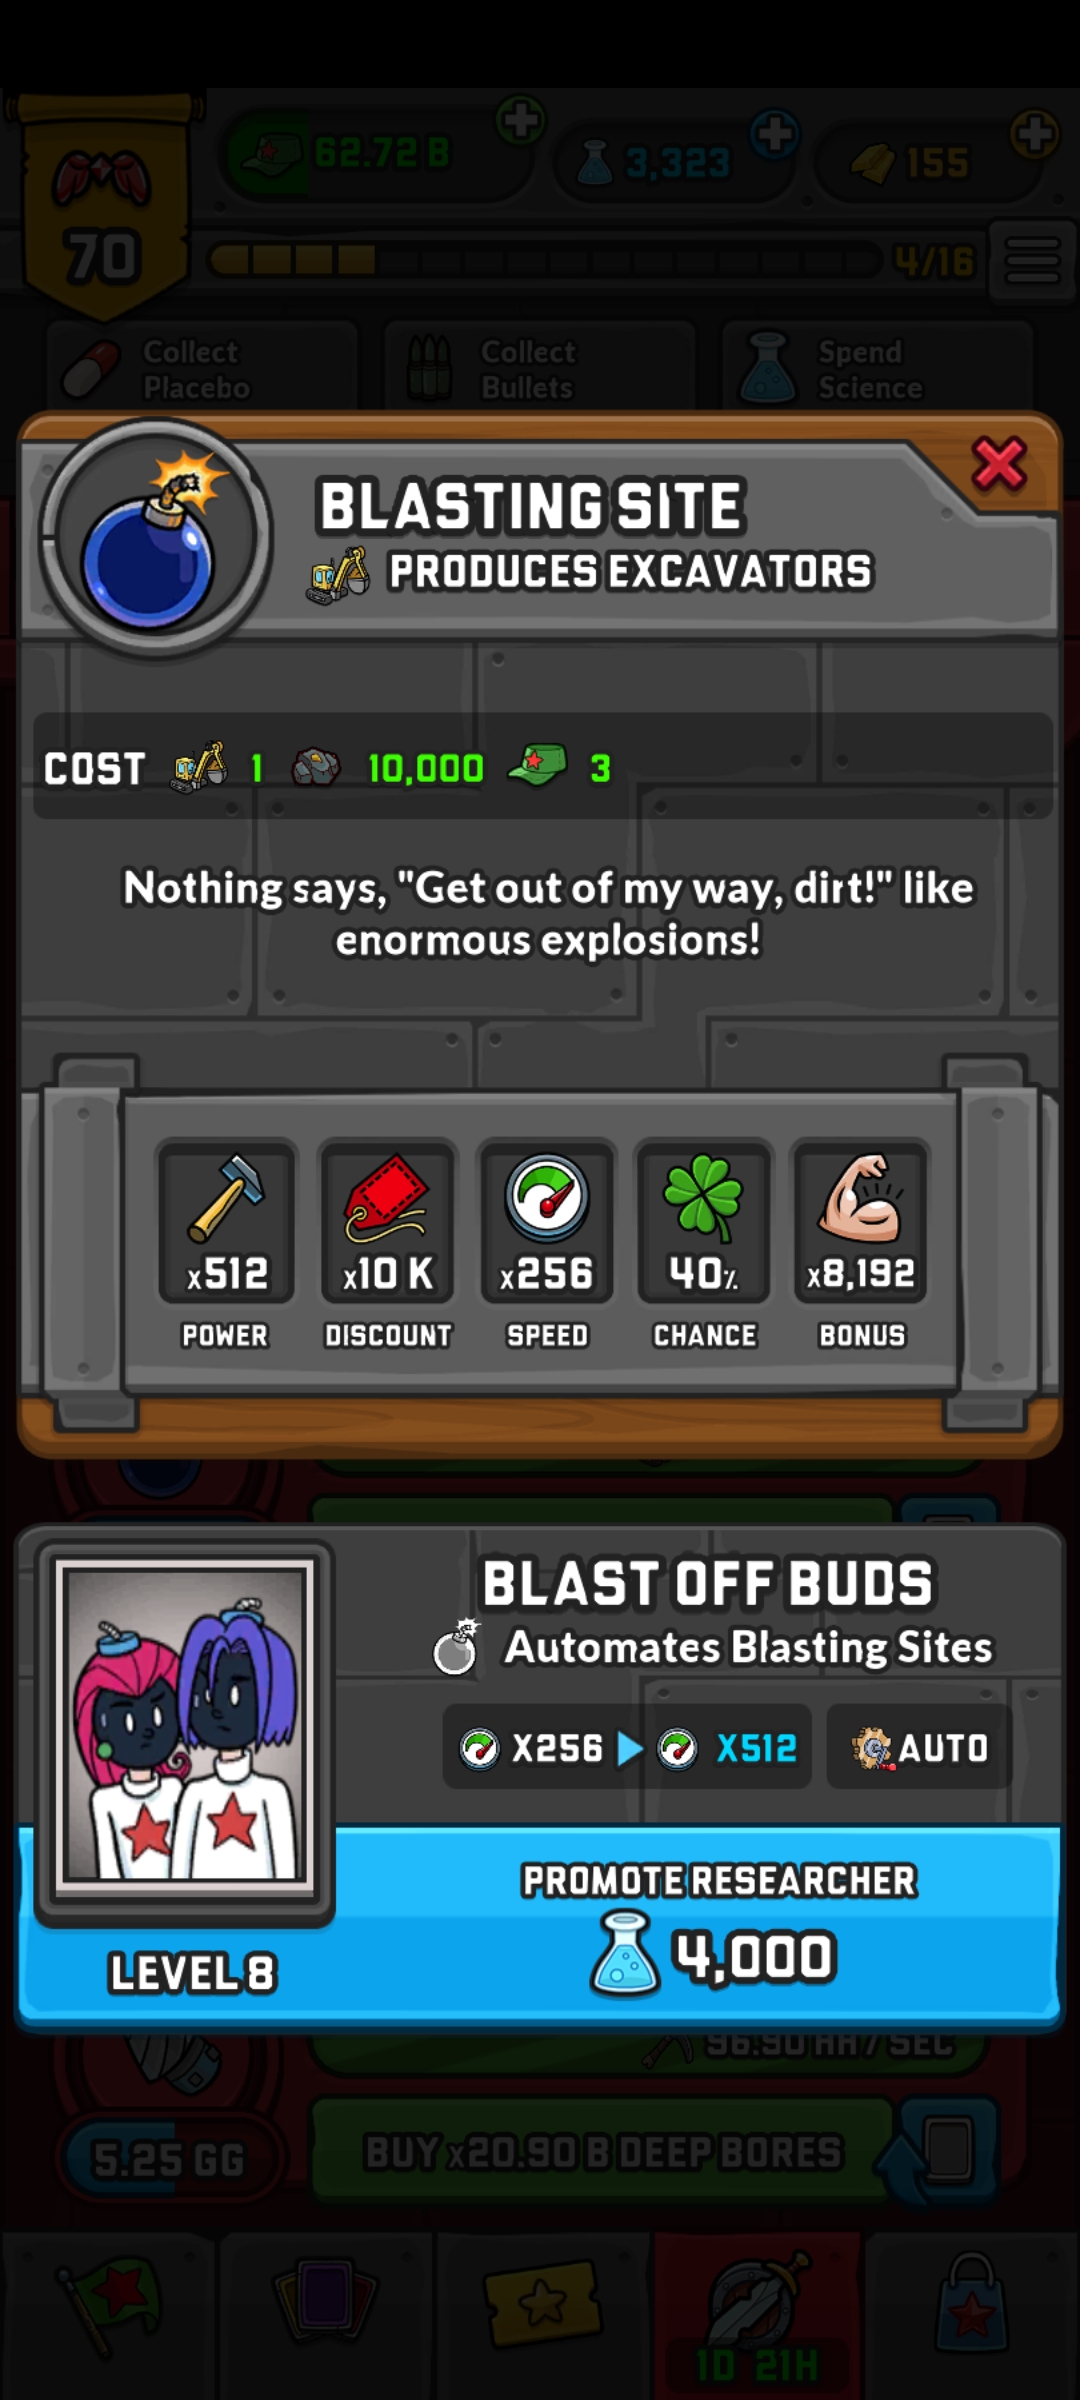 62.72 B
3,323
155
70
4/16
Collect
Placebo
Collect
Bullets
Spend
Science
BLASTING SITE
PRODUCES EXCAVATORS
COST 1 10,000 3
Nothing says, "Get out of my way, dirt!" like
enormous explosions!
x512
x10 K
x256
40%
x8,192
POWER
DISCOUNT
SPEED
CHANCE
BONUS
BLAST OFF BUDS
Automates Blasting Sites
X256
X512
AUTO
PROMOTE RESEARCHER
4,000
LEVEL 8
96.90 HH / SEC
5.25 GG
BUY x20.90 B DEEP BORES
1D 21H